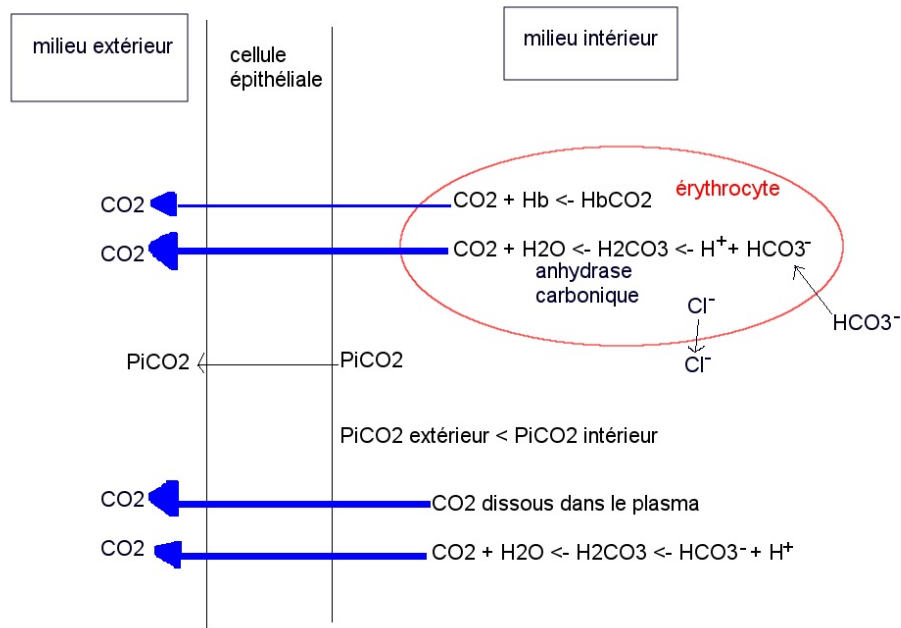 milieu extérieur
cellule
épithéliale
milieu intérieur
érythrocyte
CO2
CO2 + Hb <- HbCO2
CO2
CO2 + H2O <- H2CO3 <- H⁺ + HCO3⁻
anhydrase
carbonique
Cl⁻
HCO3⁻
Cl⁻
PiCO2
PiCO2
PiCO2 extérieur < PiCO2 intérieur
CO2
CO2 dissous dans le plasma
CO2
CO2 + H2O <- H2CO3 <- HCO3⁻ + H⁺